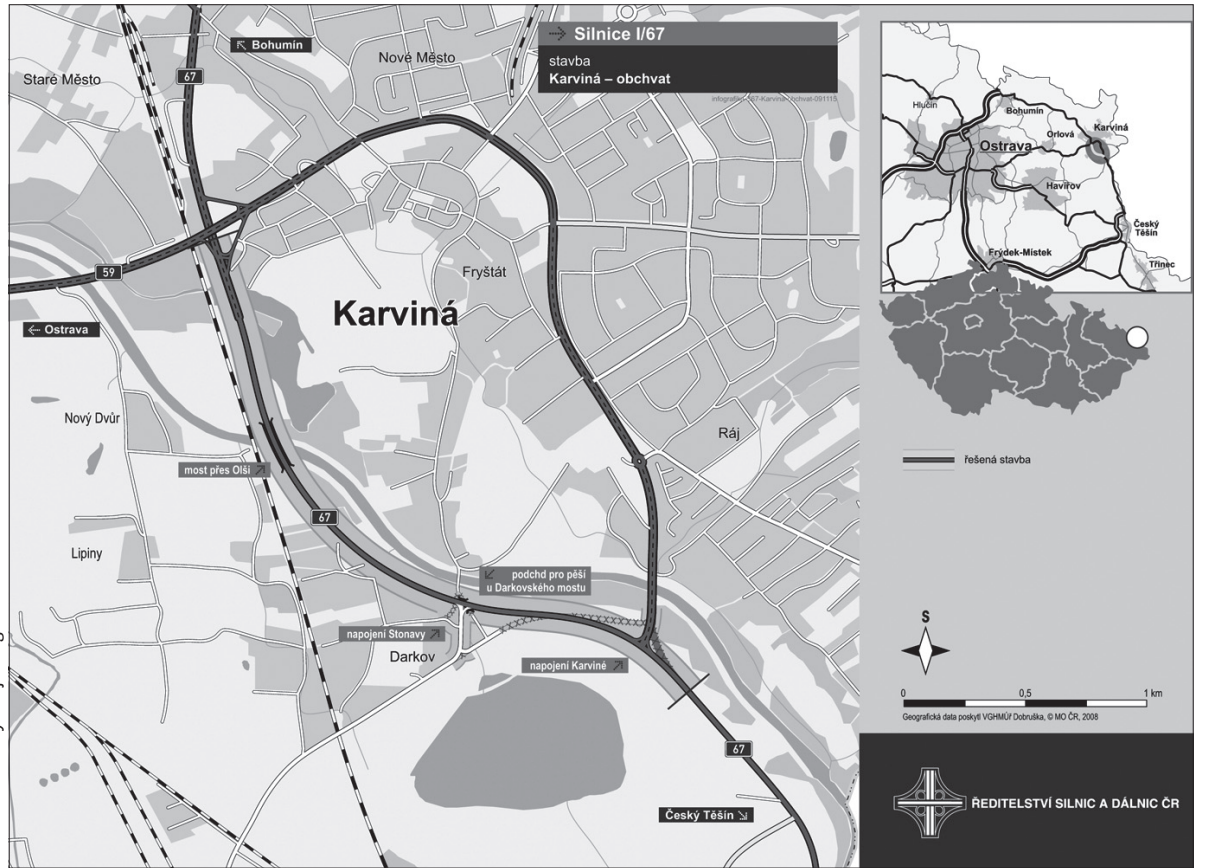 Silnice I/67
stavba
Karviná – obchvat
Bohumín
67
Nové Město
Staré Město
59
Ostrava
Fryštát
Karviná
Nový Dvůr
Ráj
most přes Olši
67
Lipiny
podchd pro pěší
u Darkovského mostu
napojení Stonavy
Darkov
napojení Karviné
67
Český Těšín
Hlučín
Bohumín
Orlová
Karviná
Ostrava
Havířov
Český
Těšín
Frýdek-Místek
Třinec
řešená stavba
S
0
0,5
1 km
Geografická data poskytl VGHMÚř Dobruška, © MO ČR, 2008
ŘEDITELSTVÍ SILNIC A DÁLNIC ČR